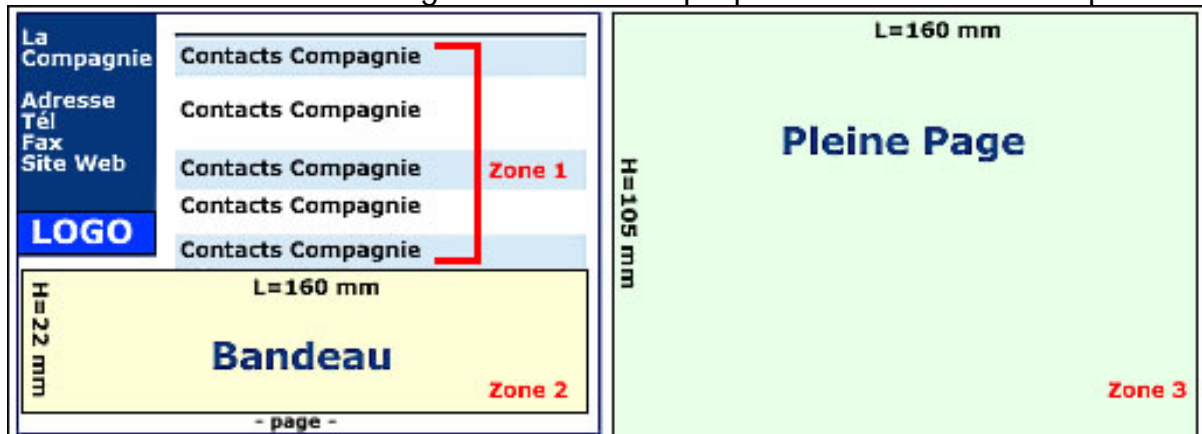 La
Compagnie
Adresse
Tél
Fax
Site Web
LOGO
Contacts Compagnie
Contacts Compagnie
Contacts Compagnie
Contacts Compagnie
Contacts Compagnie
Zone 1
L=160 mm
H=22 mm
Bandeau
Zone 2
- page -
L=160 mm
Pleine Page
H=105 mm
Zone 3